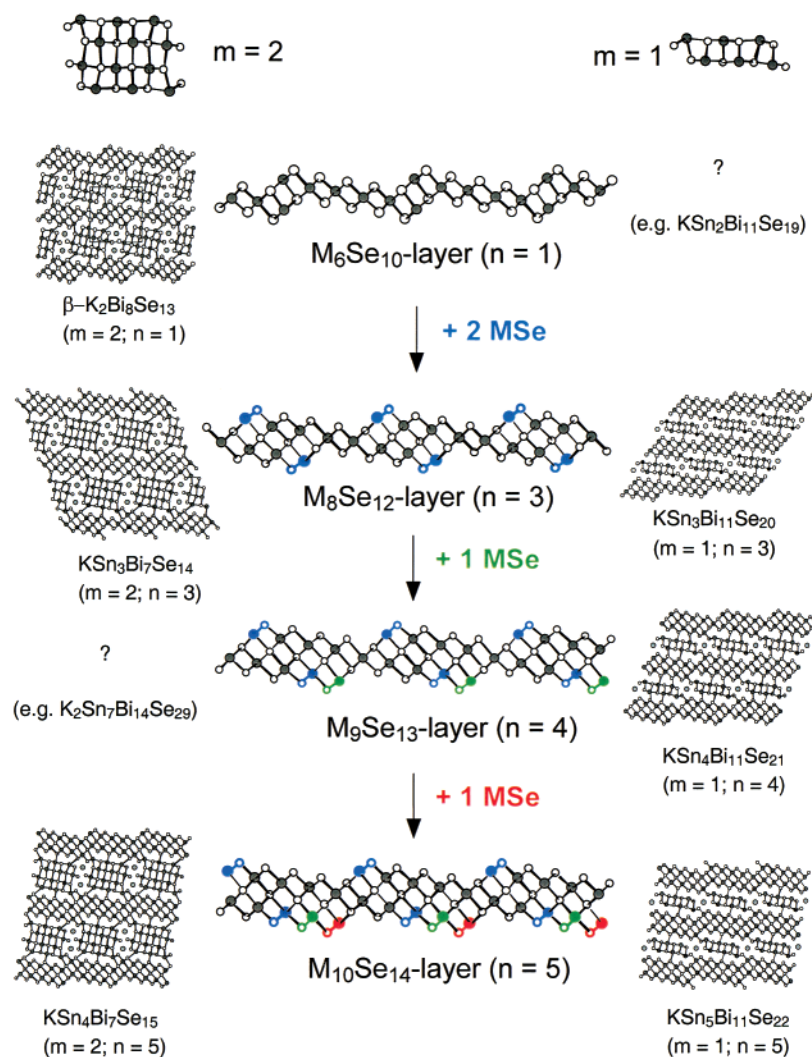 m = 2
m = 1
?
(e.g. KSn₂Bi₁₁Se₁₉)
M₆Se₁₀-layer (n = 1)
β–K₂Bi₈Se₁₃
(m = 2; n = 1)
+ 2 MSe
M₈Se₁₂-layer (n = 3)
KSn₃Bi₇Se₁₄
(m = 2; n = 3)
KSn₃Bi₁₁Se₂₀
(m = 1; n = 3)
+ 1 MSe
?
(e.g. K₂Sn₇Bi₁₄Se₂₉)
M₉Se₁₃-layer (n = 4)
KSn₄Bi₁₁Se₂₁
(m = 1; n = 4)
+ 1 MSe
M₁₀Se₁₄-layer (n = 5)
KSn₄Bi₇Se₁₅
(m = 2; n = 5)
KSn₅Bi₁₁Se₂₂
(m = 1; n = 5)